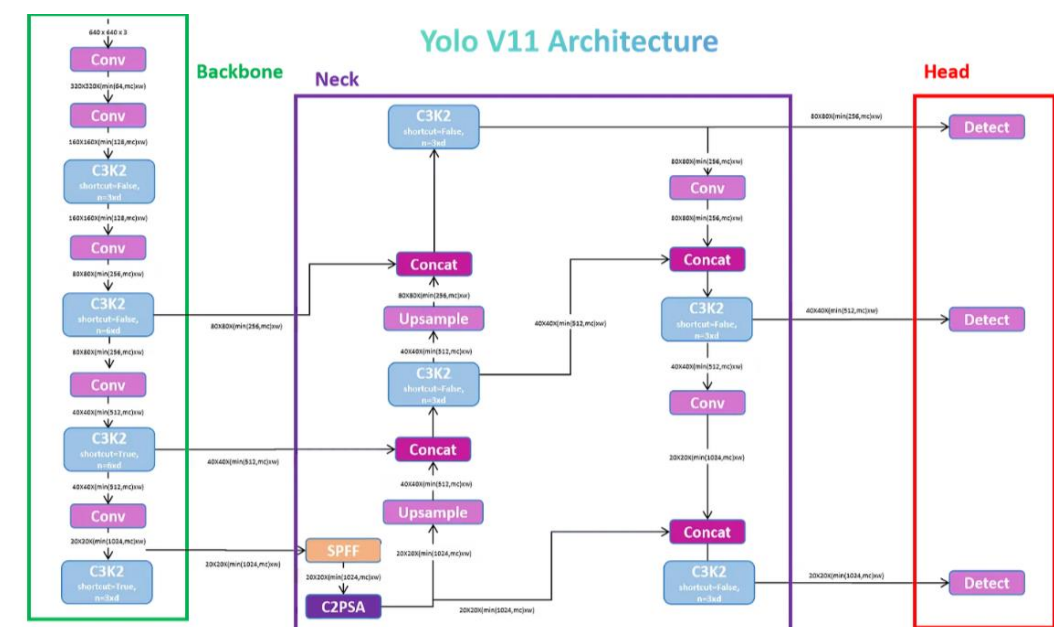 Yolo V11 Architecture
Backbone
640 x 640 x 3
Conv
320X320X(min(64,mc)xw)
Conv
160X160X(min(128,mc)xw)
C3K2
shortcut=False,
n=3xd
160X160X(min(128,mc)xw)
Conv
80X80X(min(256,mc)xw)
C3K2
shortcut=False,
n=6xd
80X80X(min(256,mc)xw)
80X80X(min(256,mc)xw)
Conv
40X40X(min(512,mc)xw)
C3K2
shortcut=True,
n=6xd
40X40X(min(512,mc)xw)
40X40X(min(512,mc)xw)
Conv
20X20X(min(1024,mc)xw)
20X20X(min(1024,mc)xw)
C3K2
shortcut=True,
n=3xd
Neck
C3K2
shortcut=False,
n=3xd
Concat
80X80X(min(256,mc)xw)
Upsample
40X40X(min(512,mc)xw)
C3K2
shortcut=False,
n=3xd
Concat
40X40X(min(512,mc)xw)
Upsample
20X20X(min(1024,mc)xw)
SPFF
20X20X(min(1024,mc)xw)
C2PSA
20X20X(min(1024,mc)xw)
40X40X(min(512,mc)xw)
80X80X(min(256,mc)xw)
Conv
80X80X(min(256,mc)xw)
Concat
C3K2
shortcut=False,
n=3xd
40X40X(min(512,mc)xw)
Conv
20X20X(min(1024,mc)xw)
Concat
C3K2
shortcut=False,
n=3xd
Head
80X80X(min(256,mc)xw)
Detect
40X40X(min(512,mc)xw)
Detect
20X20X(min(1024,mc)xw)
Detect